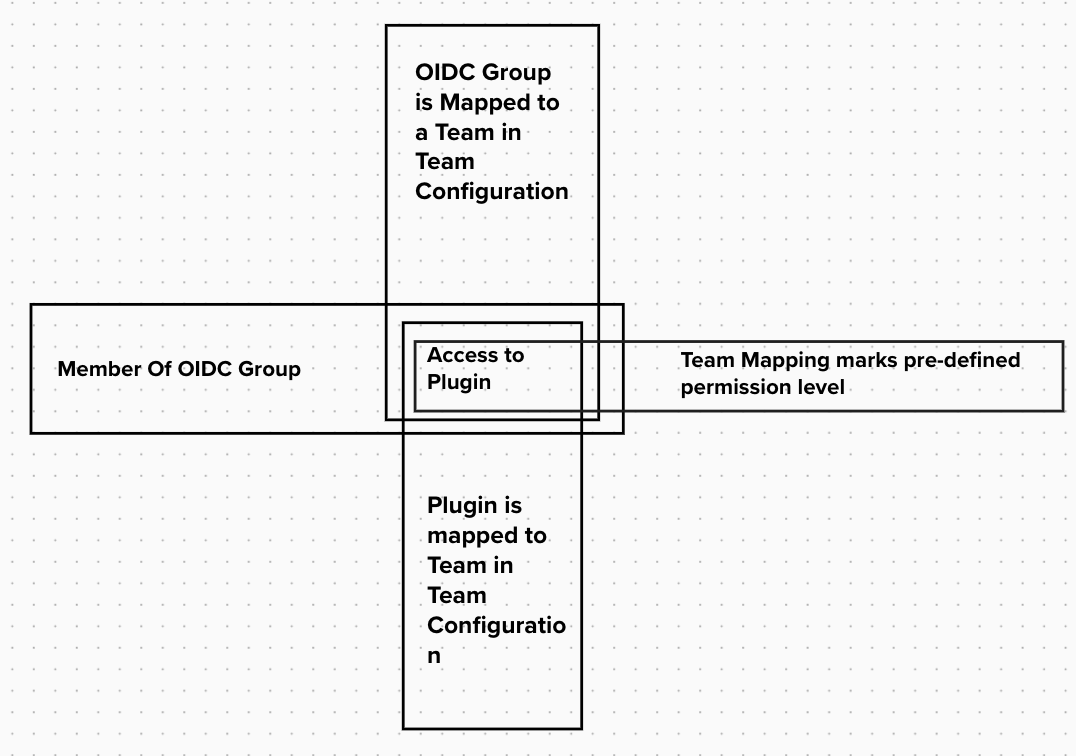 OIDC Group
is Mapped to
a Team in
Team
Configuration
Member Of OIDC Group
Access to
Plugin
Team Mapping marks pre-defined
permission level
Plugin is
mapped to
Team in
Team
Configuratio
n